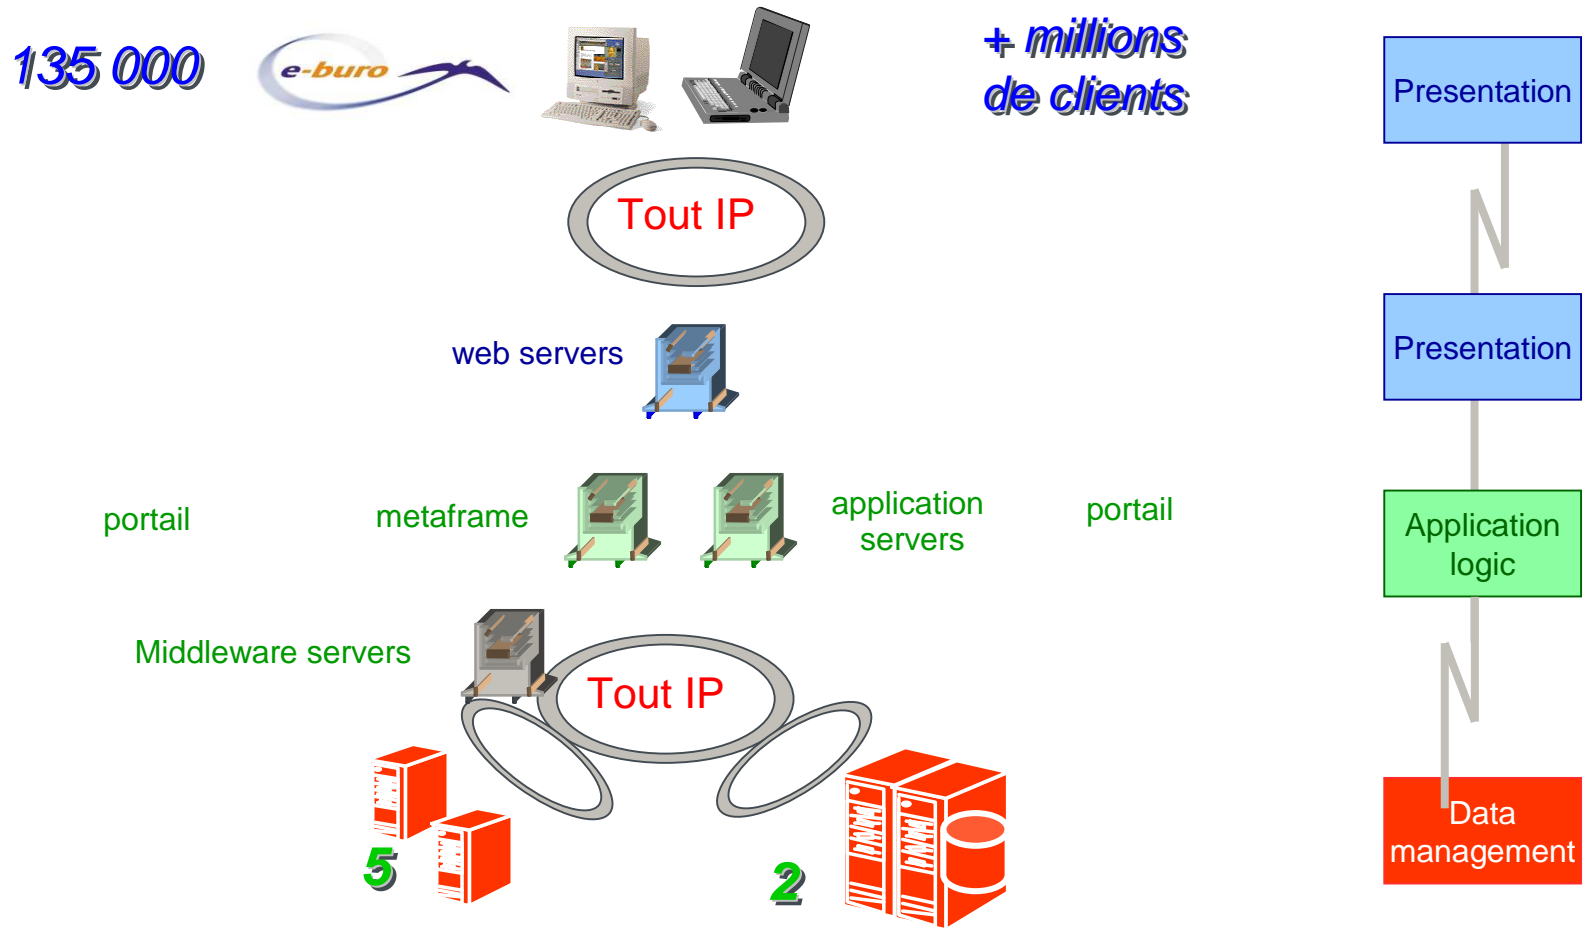 135 000
e-buro
+ millions
de clients
Presentation
Tout IP
web servers
Presentation
portail
metaframe
application
servers
portail
Application
logic
Middleware servers
Tout IP
Data
management
5
2